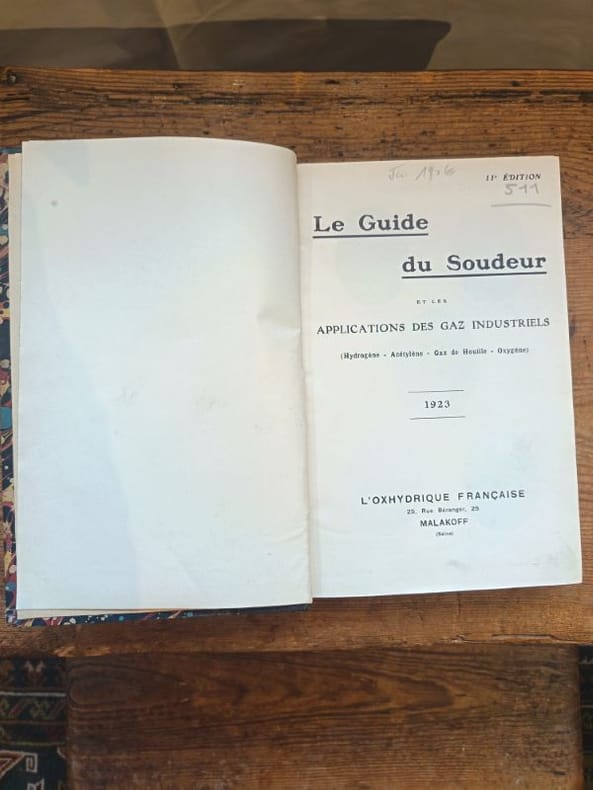 11e ÉDITION
511
Le Guide
du Soudeur
ET LES
APPLICATIONS DES GAZ INDUSTRIELS
(Hydrogène - Acétylène - Gaz de Houille - Oxygène)
1923
L'OXHYDRIQUE FRANÇAISE
25, Rue Béranger, 25
MALAKOFF
(Seine)